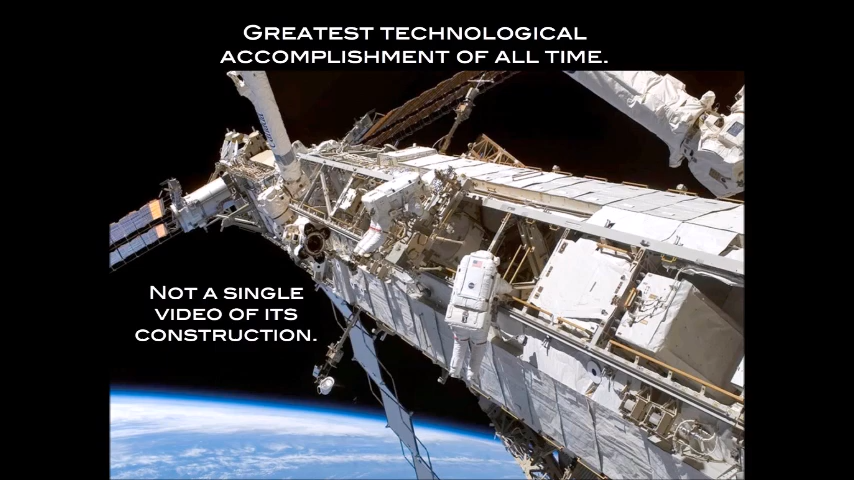 Greatest technological
accomplishment of all time.
Not a single
video of its
construction.